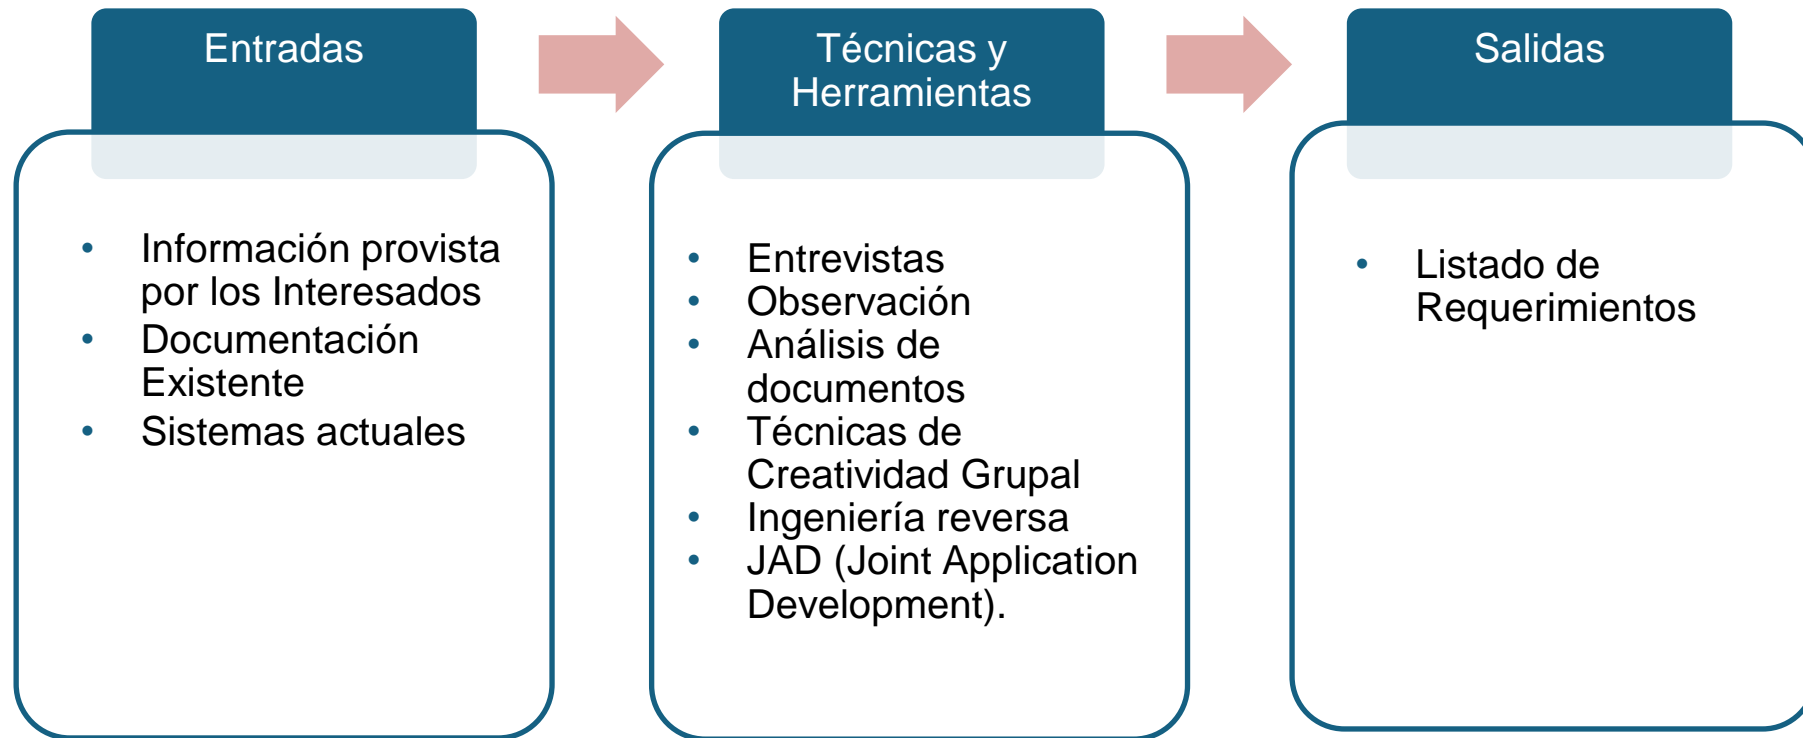 Entradas
• Información provista
por los Interesados
• Documentación
Existente
• Sistemas actuales
Técnicas y
Herramientas
• Entrevistas
• Observación
• Análisis de
documentos
• Técnicas de
Creatividad Grupal
• Ingeniería reversa
• JAD (Joint Application
Development).
Salidas
• Listado de
Requerimientos